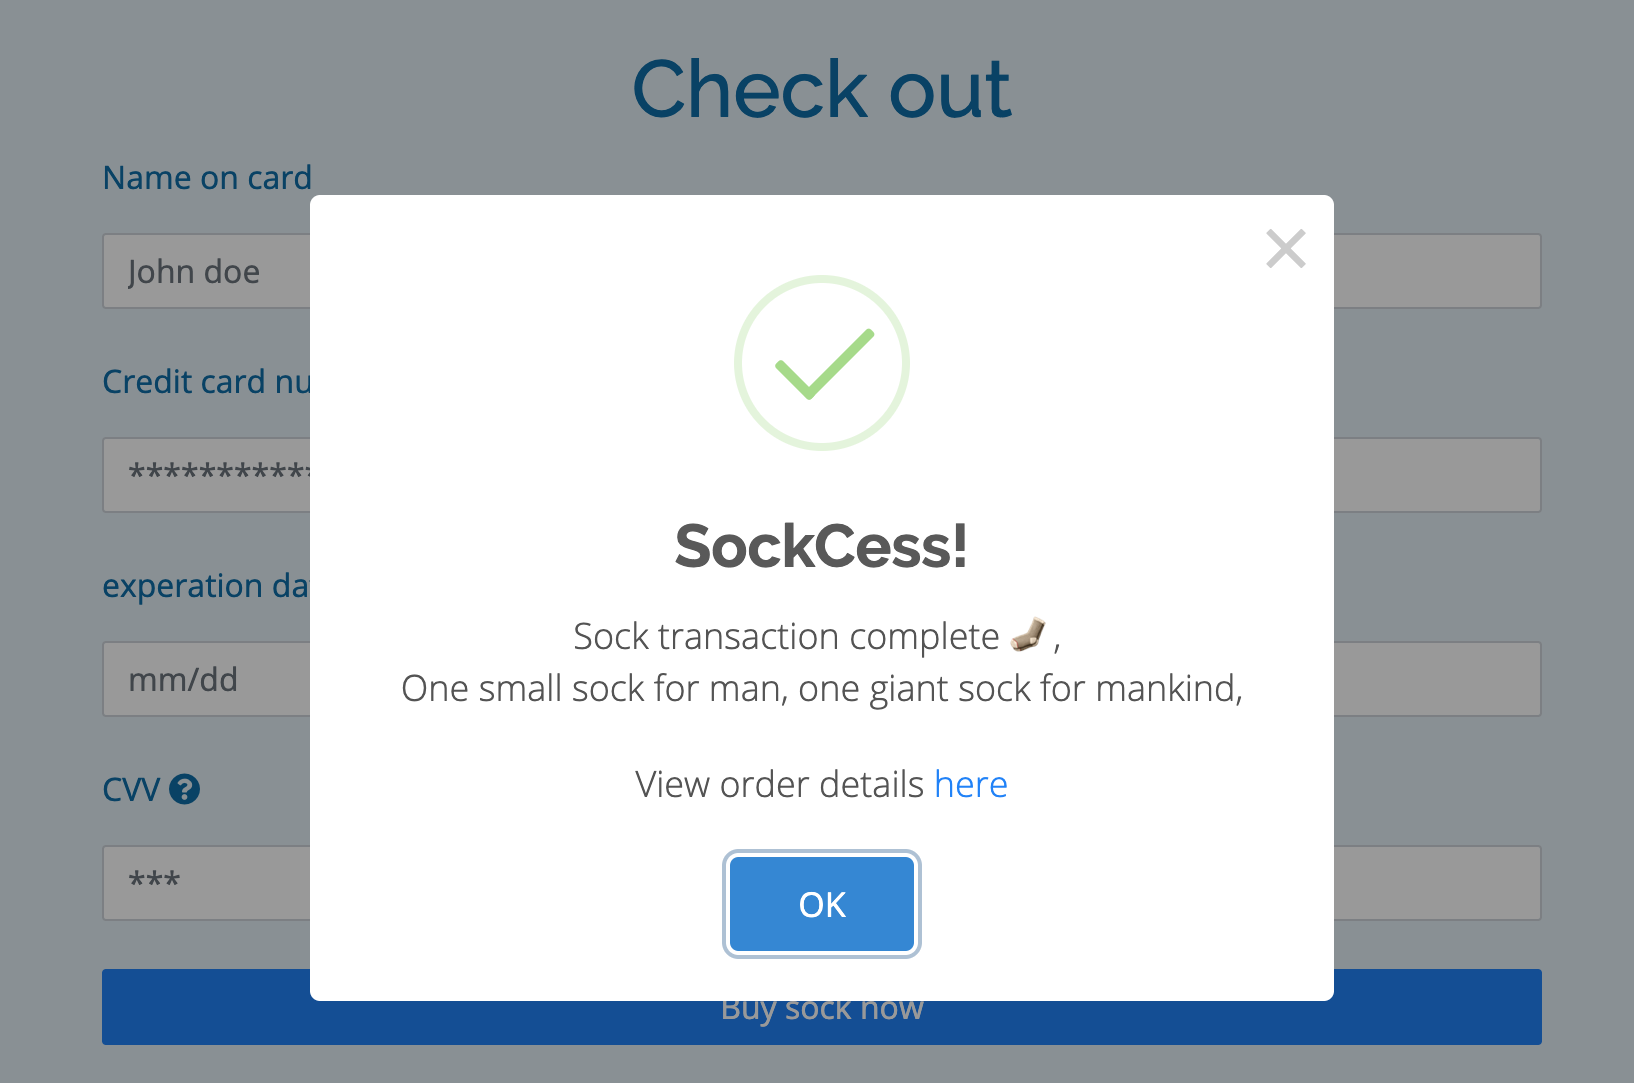 Check out
Name on card
John doe
Credit card nu
***********
experation da
mm/dd
CVV
***
SockCess!
Sock transaction complete 🧦,
One small sock for man, one giant sock for mankind,
View order details here
OK
Buy sock now